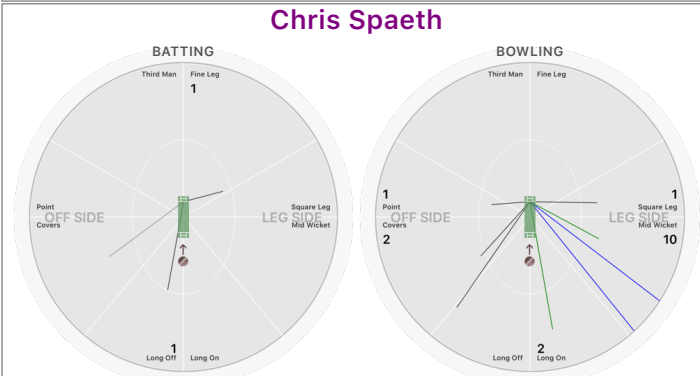 Chris Spaeth
BATTING
Third Man
Fine Leg
1
Point
OFF SIDE
Covers
Square Leg
LEG SIDE
Mid Wicket
1
Long Off
Long On
BOWLING
Third Man
Fine Leg
1
Point
OFF SIDE
Covers
2
1
Square Leg
LEG SIDE
Mid Wicket
10
2
Long Off
Long On